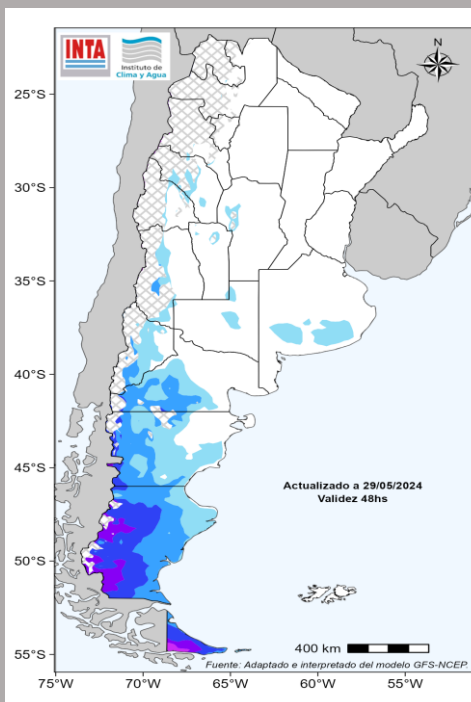 INTA
Instituto de
Clima y Agua
N
25°S
30°S
35°S
40°S
45°S
50°S
55°S
Actualizado a 29/05/2024
Validez 48hs
400 km
Fuente: Adaptado e interpretado del modelo GFS-NCEP.
75°W
70°W
65°W
60°W
55°W